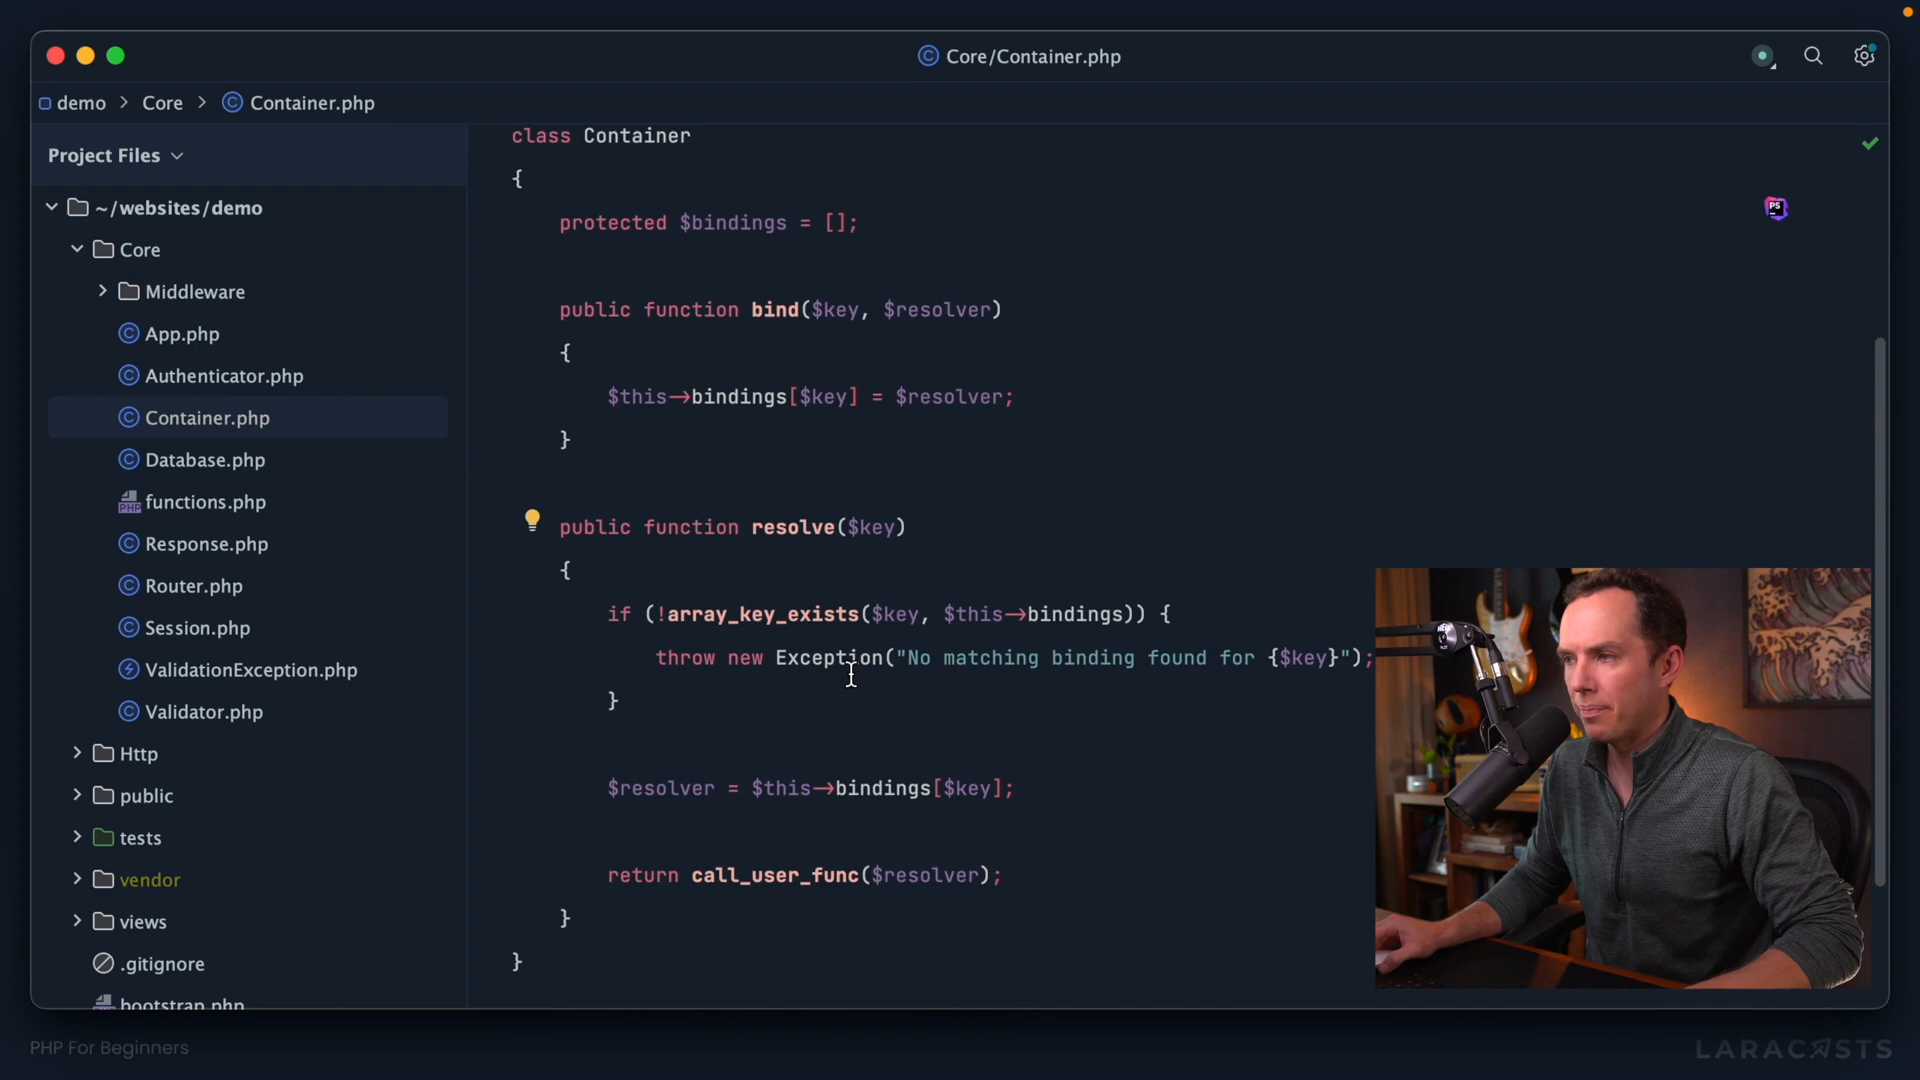 Core/Container.php
demo > Core > Container.php
Project Files
~/websites/demo
Core
Middleware
App.php
Authenticator.php
Container.php
Database.php
functions.php
Response.php
Router.php
Session.php
ValidationException.php
Validator.php
Http
public
tests
vendor
views
.gitignore
bootstrap.php
class Container
{
protected $bindings = [];
public function bind($key, $resolver)
{
$this->bindings[$key] = $resolver;
}
public function resolve($key)
{
if (!array_key_exists($key, $this->bindings)) {
throw new Exception("No matching binding found for {$key}");
}
$resolver = $this->bindings[$key];
return call_user_func($resolver);
}
}
PS
PHP For Beginners
LARACASTS